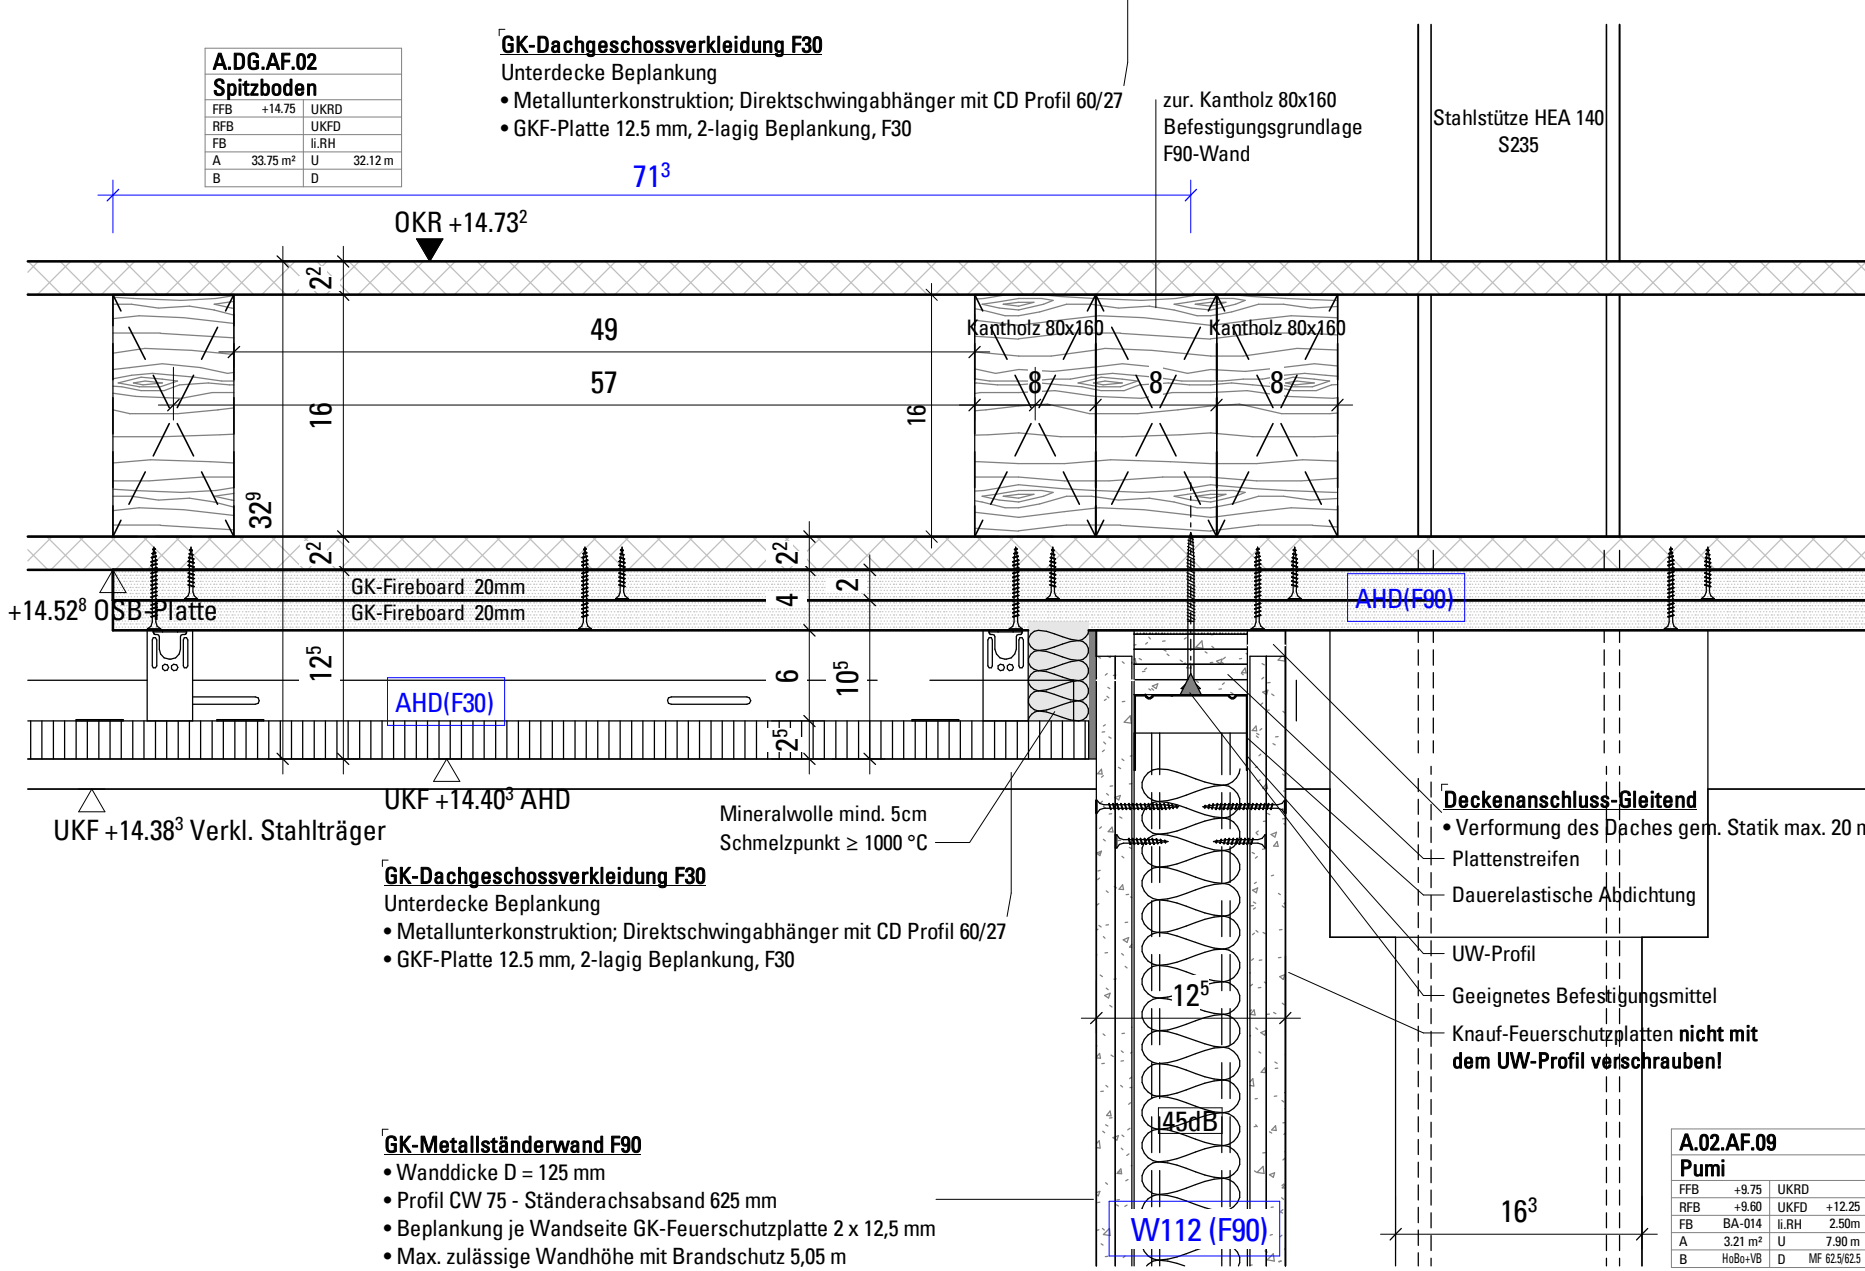 A.DG.AF.02
Spitzboden
FFB +14.75 UKRD
RFB UKFD
FB li.RH
A 33.75 m² U 32.12 m
B D
GK-Dachgeschossverkleidung F30
Unterdecke Beplankung
• Metallunterkonstruktion; Direktschwingabhänger mit CD Profil 60/27
• GKF-Platte 12.5 mm, 2-lagig Beplankung, F30
zur. Kantholz 80x160
Befestigungsgrundlage
F90-Wand
Stahlstütze HEA 140
S235
71³
OKR +14.73²
2²
49
57
16
16
32⁹
Kantholz 80x160
Kantholz 80x160
8
8
8
2²
2²
2
4
GK-Fireboard 20mm
GK-Fireboard 20mm
AHD(F90)
+14.52⁸ OSB-Platte
12⁵
6
10⁵
2⁵
AHD(F30)
UKF +14.40³ AHD
UKF +14.38³ Verkl. Stahlträger
Mineralwolle mind. 5cm
Schmelzpunkt ≥ 1000 °C
GK-Dachgeschossverkleidung F30
Unterdecke Beplankung
• Metallunterkonstruktion; Direktschwingabhänger mit CD Profil 60/27
• GKF-Platte 12.5 mm, 2-lagig Beplankung, F30
Deckenanschluss-Gleitend
• Verformung des Daches gem. Statik max. 20 m
Plattenstreifen
Dauerelastische Abdichtung
UW-Profil
Geeignetes Befestigungsmittel
Knauf-Feuerschutzplatten nicht mit
dem UW-Profil verschrauben!
12⁵
45dB
W112 (F90)
16³
GK-Metallständerwand F90
• Wanddicke D = 125 mm
• Profil CW 75 - Ständerachsabsand 625 mm
• Beplankung je Wandseite GK-Feuerschutzplatte 2 x 12,5 mm
• Max. zulässige Wandhöhe mit Brandschutz 5,05 m
A.02.AF.09
Pumi
FFB +9.75 UKRD
RFB +9.60 UKFD +12.25
FB BA-014 li.RH 2.50m
A 3.21 m² U 7.90 m
B HoBo+VB D MF 62.5/62.5